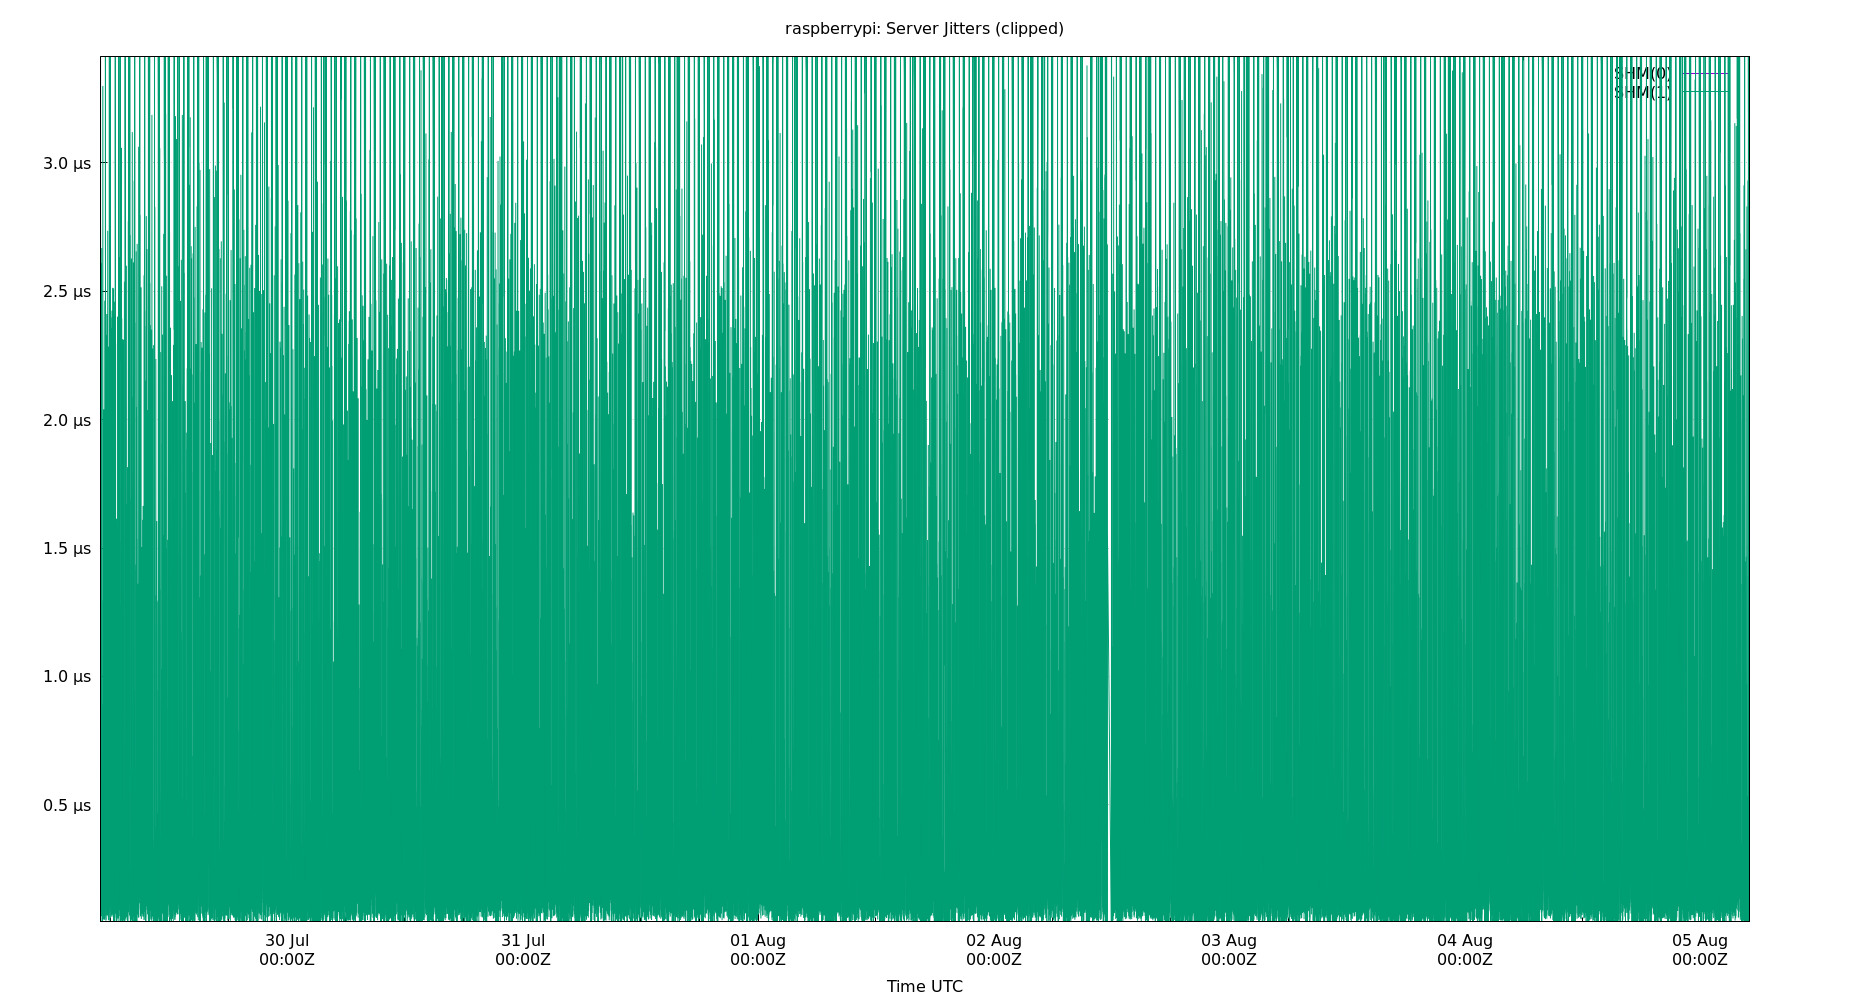 raspberrypi: Server Jitters (clipped)
SHM(0)
SHM(1)
3.0 µs
2.5 µs
2.0 µs
1.5 µs
1.0 µs
0.5 µs
30 Jul 31 Jul 01 Aug 02 Aug 03 Aug 04 Aug 05 Aug
00:00Z 00:00Z 00:00Z 00:00Z 00:00Z 00:00Z 00:00Z
Time UTC